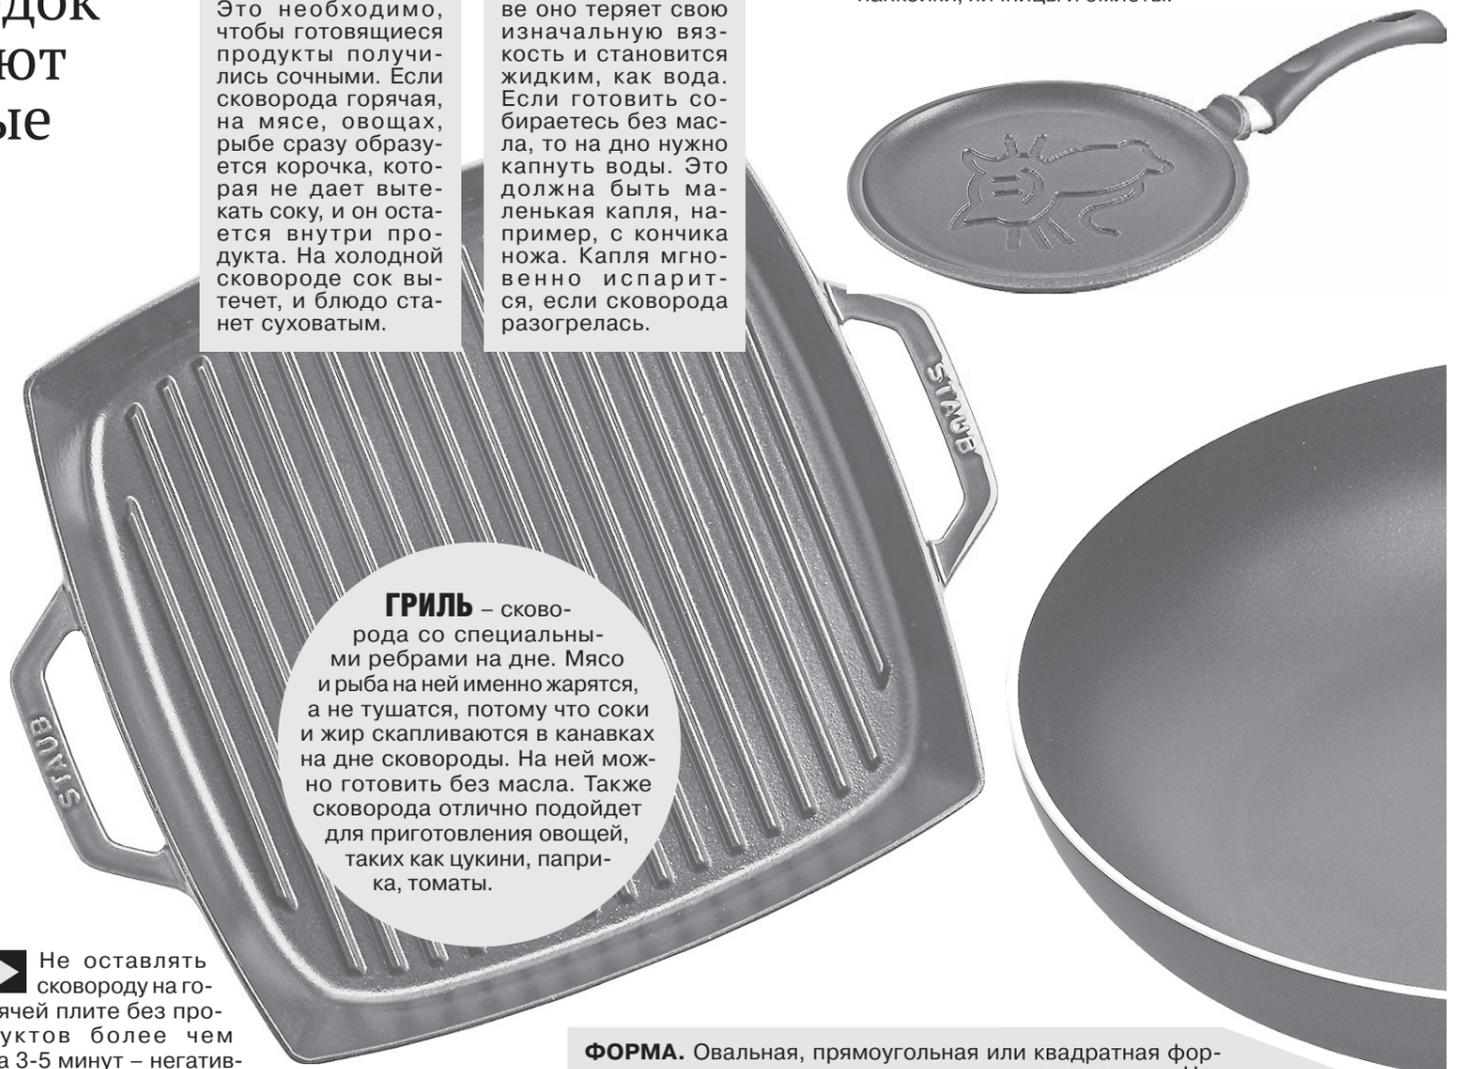 док
ют
ые
Это необходимо,
чтобы готовящиеся
продукты получи-
лись сочными. Если
сковорода горячая,
на мясе, овощах,
рыбе сразу образу-
ется корочка, кото-
рая не дает выте-
кать соку, и он оста-
ется внутри про-
дукта. На холодной
сковороде сок вы-
течет, и блюдо ста-
нет суховатым.
ве оно теряет свою
изначальную вяз-
кость и становится
жидким, как вода.
Если готовить со-
бираетесь без мас-
ла, то на дно нужно
капнуть воды. Это
должна быть ма-
ленькая капля, на-
пример, с кончика
ножа. Капля мгно-
венно испарит-
ся, если сковорода
разогрелась.
STAUB
ГРИЛЬ – сково-
рода со специальны-
ми ребрами на дне. Мясо
и рыба на ней именно жарятся,
а не тушатся, потому что соки
и жир скапливаются в канавках
на дне сковороды. На ней мож-
но готовить без масла. Также
сковорода отлично подойдет
для приготовления овощей,
таких как цукини, папри-
ка, томаты.
STAUB
Не оставлять
сковороду на го-
ячей плите без про-
уктов более чем
а 3-5 минут – негатив-
ФОРМА. Овальная, прямоугольная или квадратная фор-